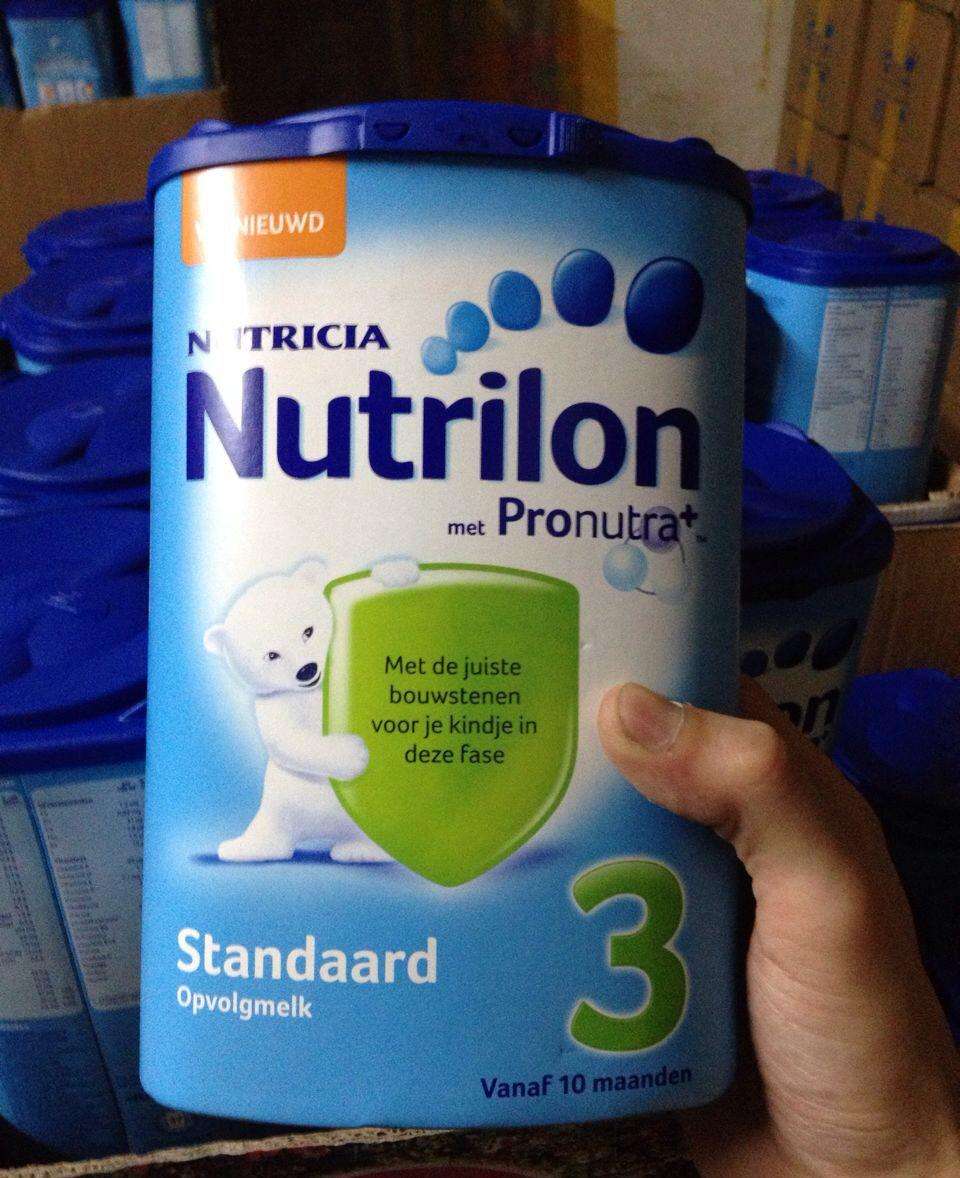 NIEUWD
NUTRICIA
Nutrilon
met Pronutra+
Met de juiste
bouwstenen
voor je kindje in
deze fase
3
Standaard
Opvolgmelk
Vanaf 10 maanden